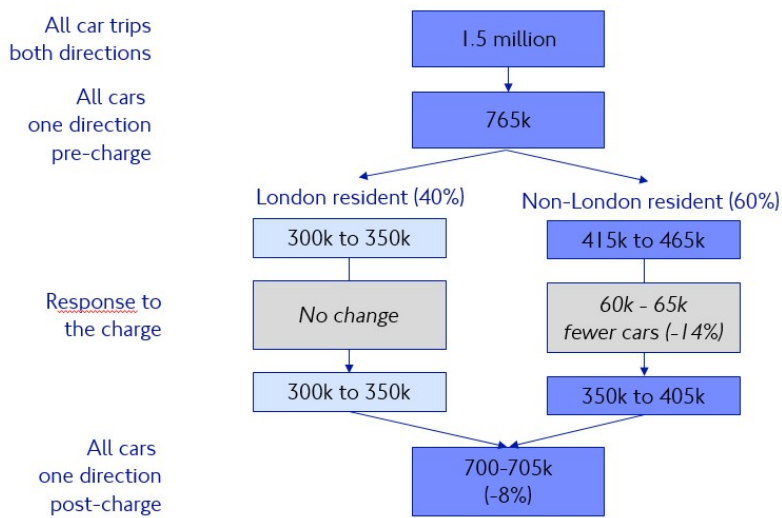 All car trips
both directions
1.5 million
All cars
one direction
pre-charge
765k
London resident (40%)
Non-London resident (60%)
300k to 350k
415k to 465k
Response to
the charge
No change
60k - 65k
fewer cars (-14%)
300k to 350k
350k to 405k
All cars
one direction
post-charge
700-705k
(-8%)